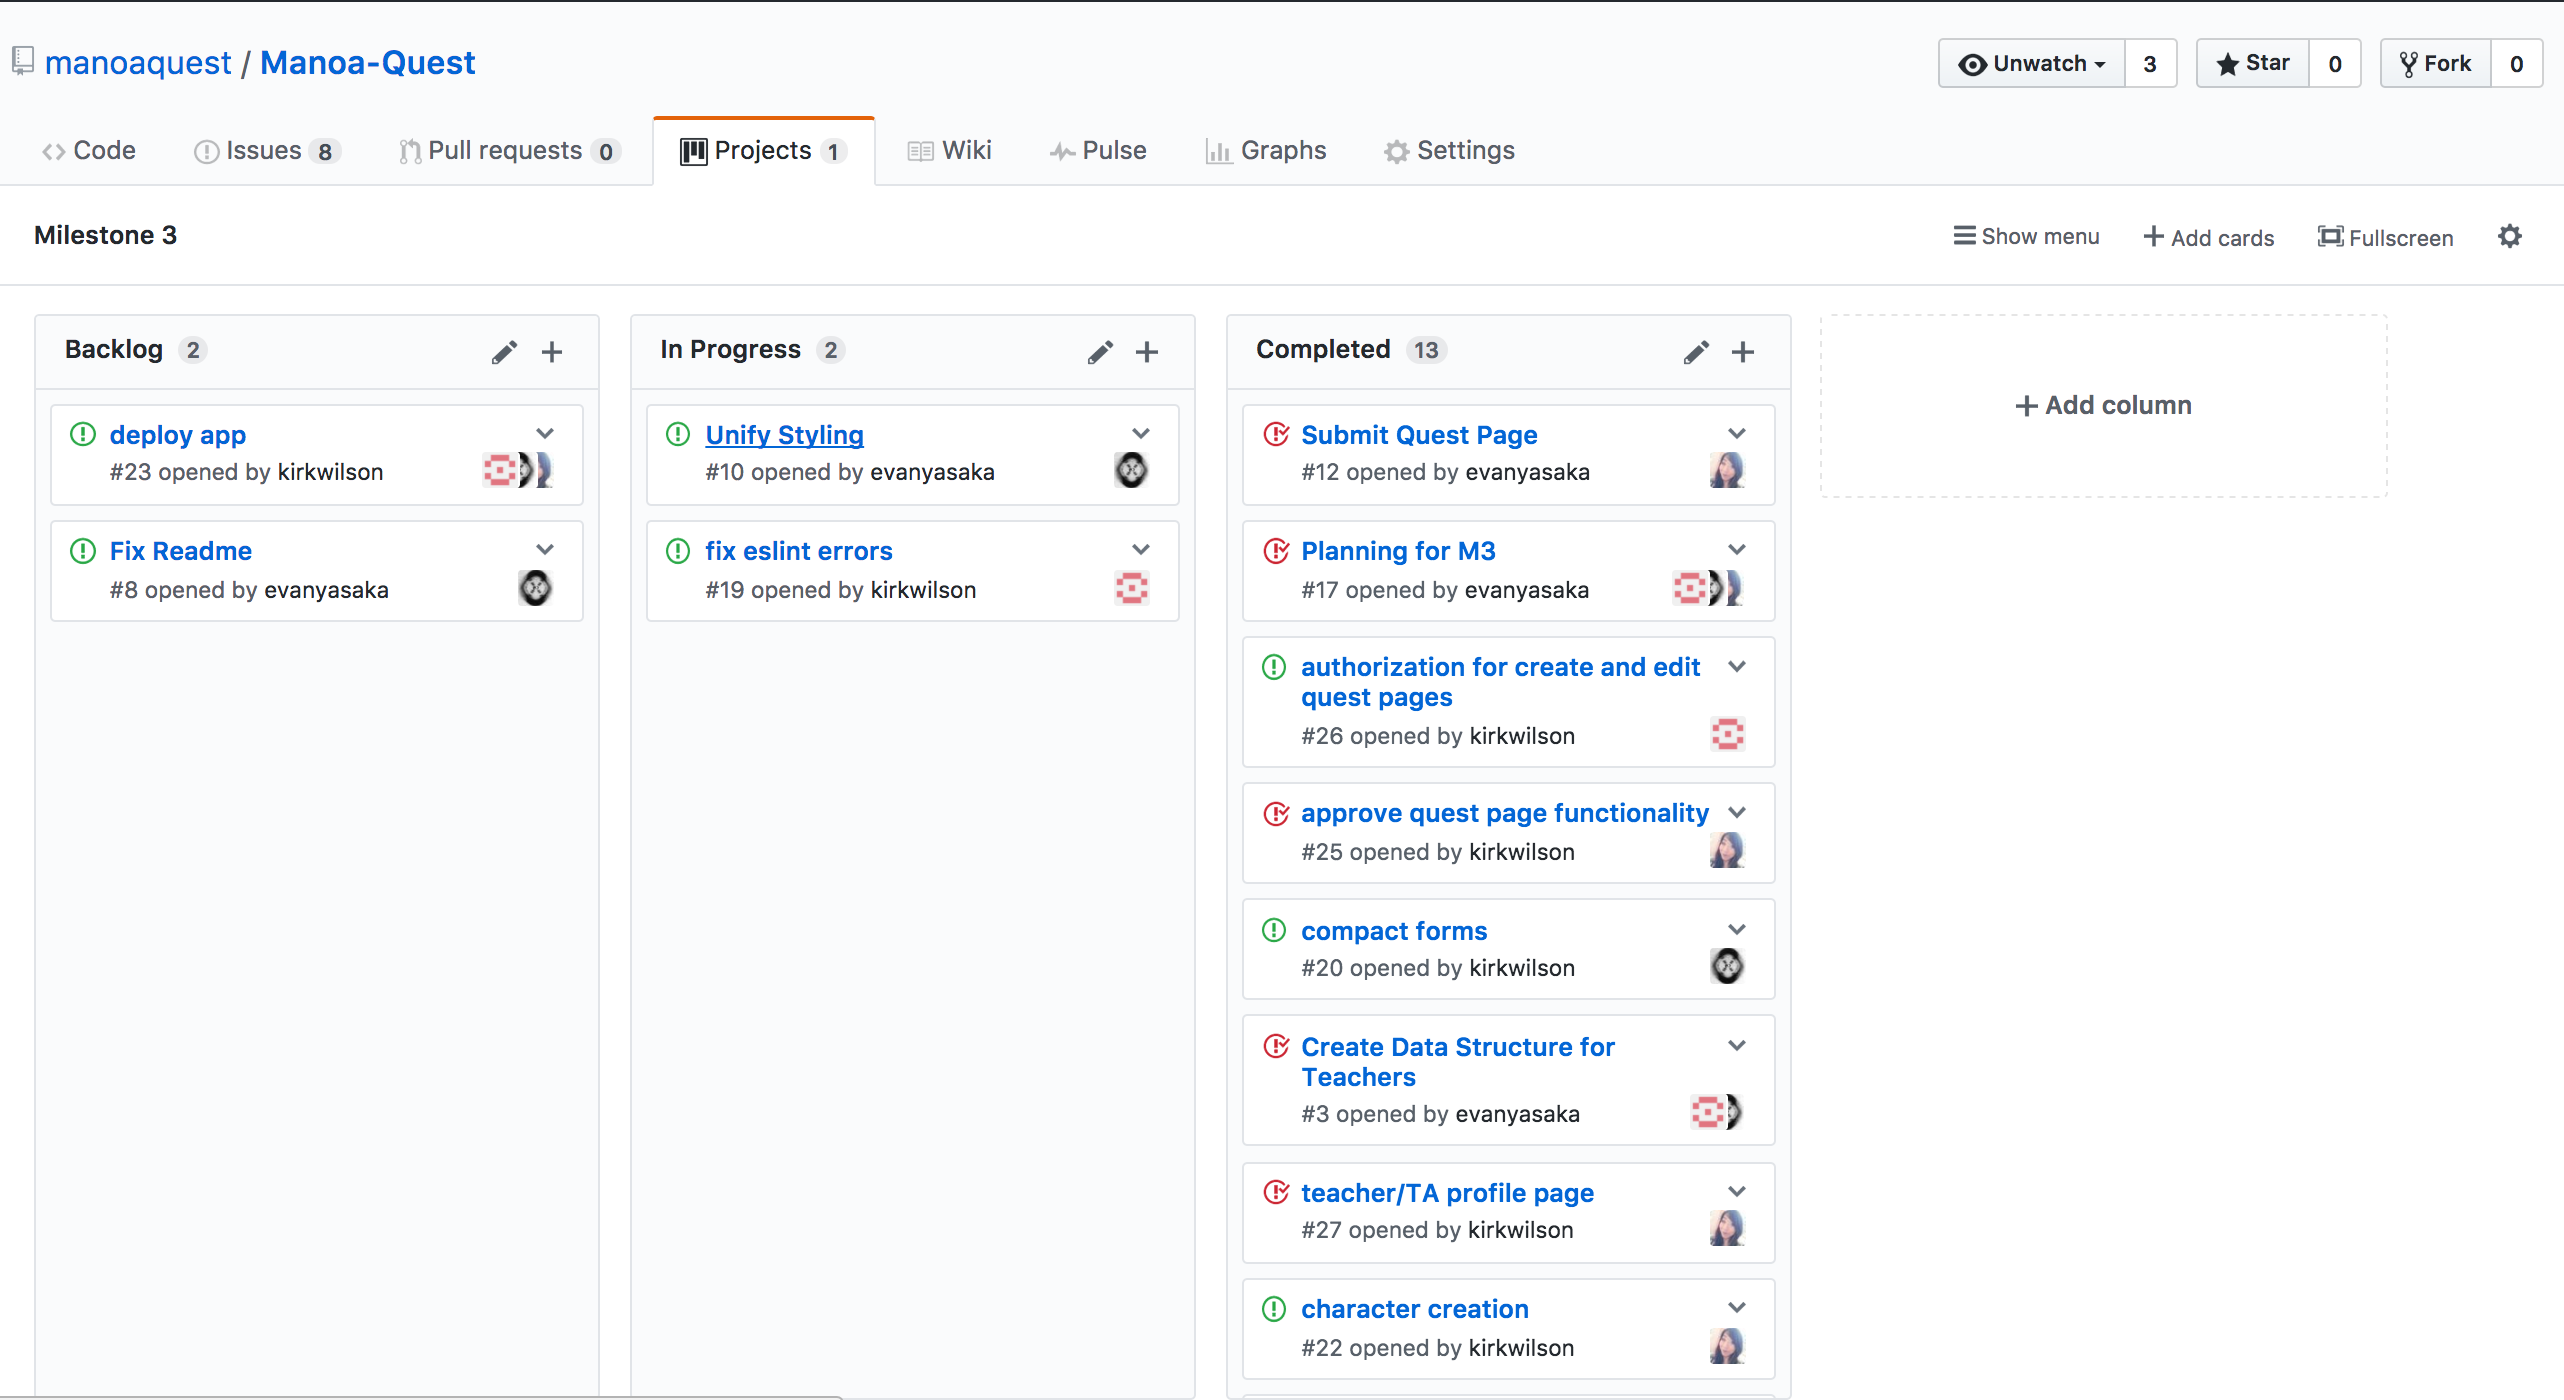 manoaquest / Manoa-Quest
Unwatch 3 Star 0 Fork 0
Code Issues 8 Pull requests 0 Projects 1 Wiki Pulse Graphs Settings
Milestone 3
Show menu Add cards Fullscreen
Backlog 2
deploy app
#23 opened by kirkwilson
Fix Readme
#8 opened by evanyasaka
In Progress 2
Unify Styling
#10 opened by evanyasaka
fix eslint errors
#19 opened by kirkwilson
Completed 13
Submit Quest Page
#12 opened by evanyasaka
Planning for M3
#17 opened by evanyasaka
authorization for create and edit
quest pages
#26 opened by kirkwilson
approve quest page functionality
#25 opened by kirkwilson
compact forms
#20 opened by kirkwilson
Create Data Structure for
Teachers
#3 opened by evanyasaka
teacher/TA profile page
#27 opened by kirkwilson
character creation
#22 opened by kirkwilson
Add column